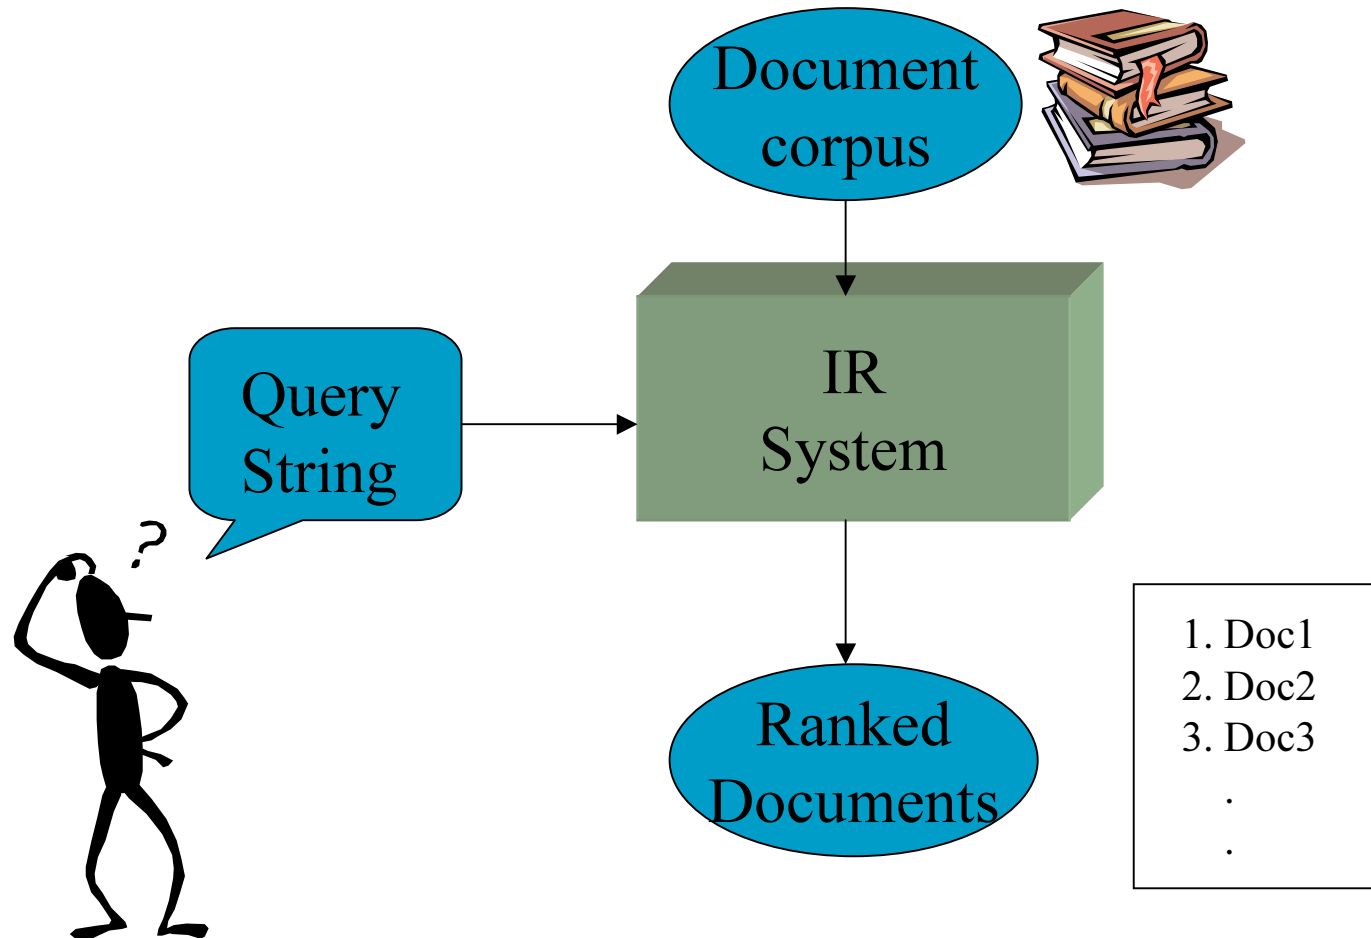 Document
corpus
IR
System
Query
String
?
Ranked
Documents
1. Doc1
2. Doc2
3. Doc3
.
.